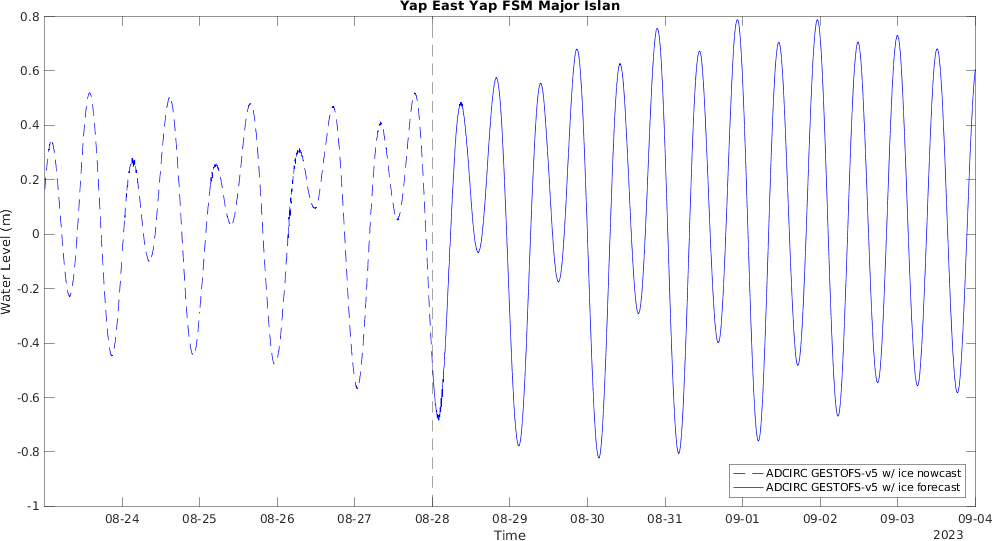 Yap East Yap FSM Major Islan
0.8
0.6
0.4
0.2
0
-0.2
-0.4
-0.6
-0.8
-1
Water Level (m)
ADCIRC GESTOFS-v5 w/ ice nowcast
ADCIRC GESTOFS-v5 w/ ice forecast
08-24 08-25 08-26 08-27 08-28 08-29 08-30 08-31 09-01 09-02 09-03 09-04
Time
2023